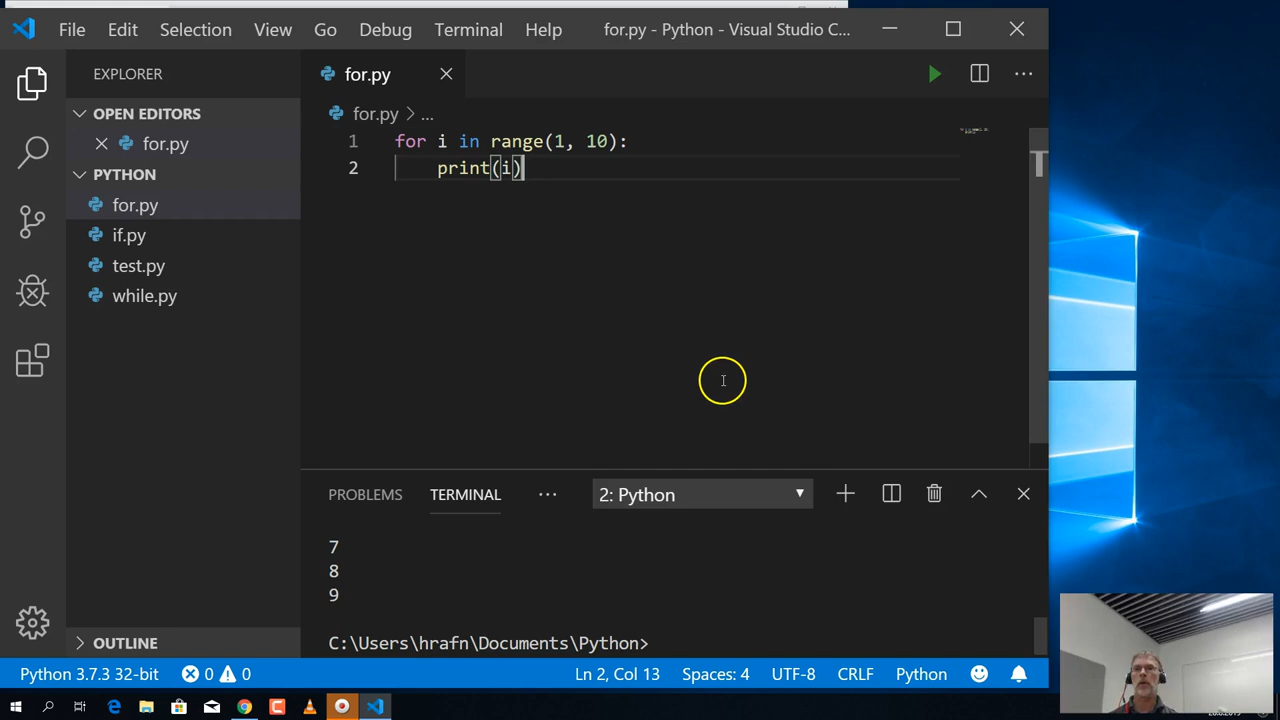 File Edit Selection View Go Debug Terminal Help for.py - Python - Visual Studio C...
EXPLORER
OPEN EDITORS
for.py
PYTHON
for.py
if.py
test.py
while.py
OUTLINE
for.py
for.py > ...
1 for i in range(1, 10):
2 print(i)
PROBLEMS TERMINAL ... 2: Python
7
8
9
C:\Users\hrafn\Documents\Python>
Python 3.7.3 32-bit 0 0 Ln 2, Col 13 Spaces: 4 UTF-8 CRLF Python